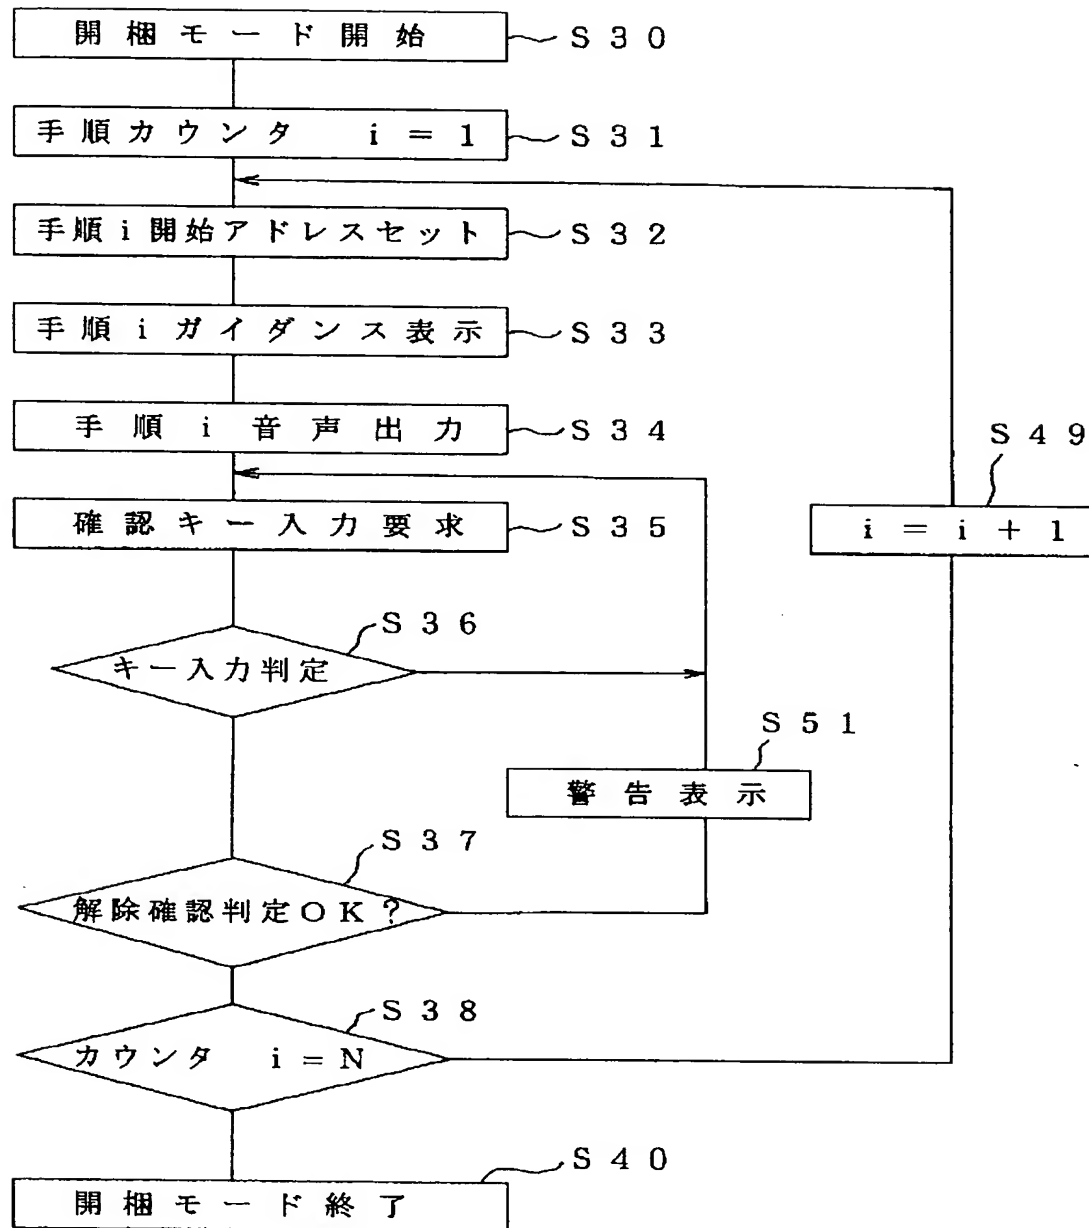 開梱モード開始 S30
手順カウンタ i=1 S31
手順i開始アドレスセット S32
手順iガイダンス表示 S33
手順i音声出力 S34
S49
確認キー入力要求 S35
i=i+1
S36
キー入力判定
S51
警告表示
S37
解除確認判定OK?
S38
カウンタ i=N
S40
開梱モード終了